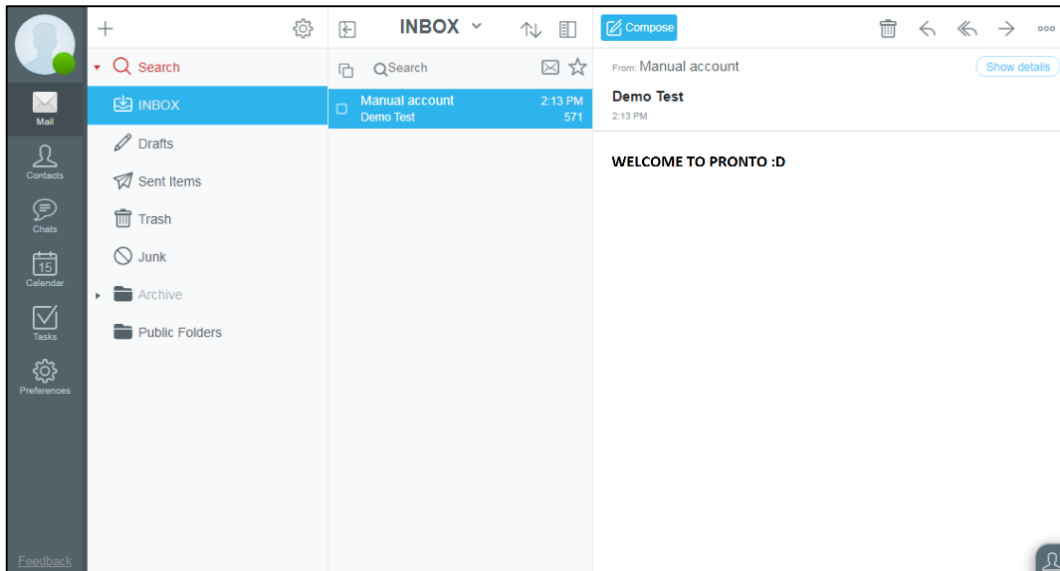 Mail
Contacts
Chats
15
Calendar
Tasks
Preferences
Feedback
Search
INBOX
Drafts
Sent Items
Trash
Junk
Archive
Public Folders
INBOX
Search
Manual account 2:13 PM
Demo Test 571
Compose
From: Manual account Show details
Demo Test
2:13 PM
WELCOME TO PRONTO :D